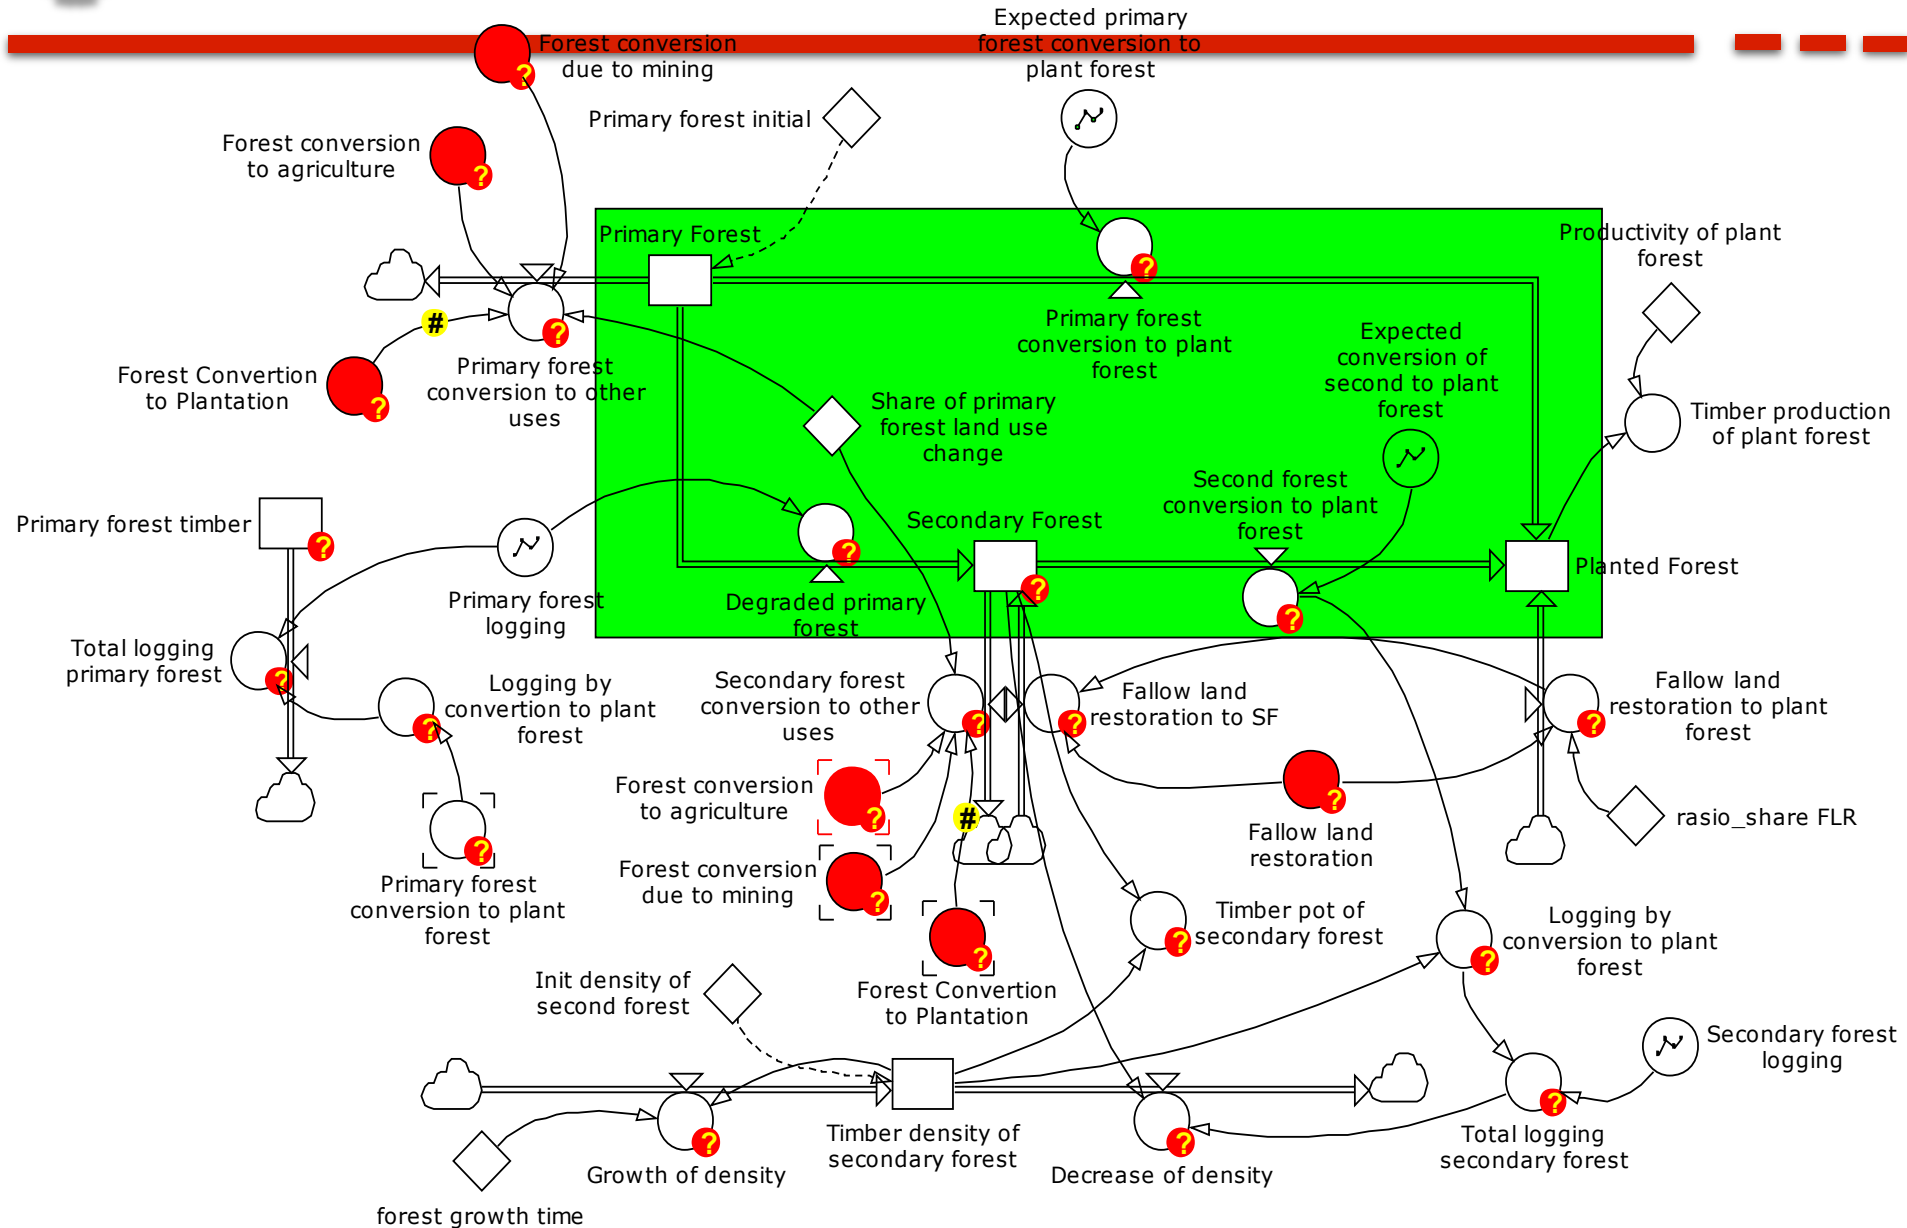 Expected primary
forest conversion to
plant forest
Forest conversion
due to mining
Primary forest initial
Forest conversion
to agriculture
?
?
Primary Forest
Productivity of plant
forest
?
#
?
Primary forest
conversion to plant
forest
Expected
conversion of
second to plant
forest
Forest Convertion
to Plantation
?
Primary forest
conversion to other
uses
Share of primary
forest land use
change
Timber production
of plant forest
Second forest
conversion to plant
forest
Primary forest timber
?
Secondary Forest
?
?
Planted Forest
Primary forest
logging
Degraded primary
forest
?
Total logging
primary forest
?
Logging by
convertion to plant
forest
?
Secondary forest
conversion to other
uses
?
Fallow land
restoration to SF
?
Fallow land
restoration to plant
forest
?
Forest conversion
to agriculture
?
#
?
Fallow land
restoration
rasio_share FLR
?
Primary forest
conversion to plant
forest
Forest conversion
due to mining
?
Timber pot of
secondary forest
?
Logging by
conversion to plant
forest
?
?
Forest Convertion
to Plantation
Init density of
second forest
Secondary forest
logging
?
Total logging
secondary forest
?
Growth of density
Timber density of
secondary forest
?
Decrease of density
forest growth time